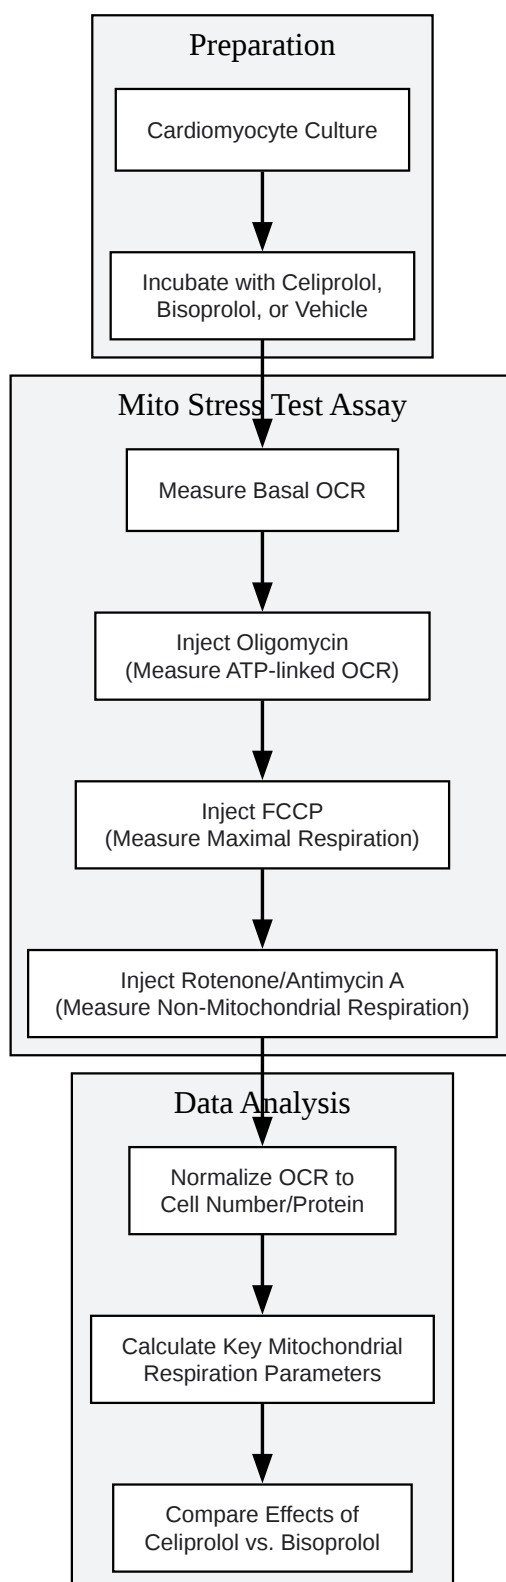 Preparation
Cardiomyocyte Culture
Incubate with Celiprolol,
Bisoprolol, or Vehicle
Mito Stress Test Assay
Measure Basal OCR
Inject Oligomycin
(Measure ATP-linked OCR)
Inject FCCP
(Measure Maximal Respiration)
Inject Rotenone/Antimycin A
(Measure Non-Mitochondrial Respiration)
Data Analysis
Normalize OCR to
Cell Number/Protein
Calculate Key Mitochondrial
Respiration Parameters
Compare Effects of
Celiprolol vs. Bisoprolol